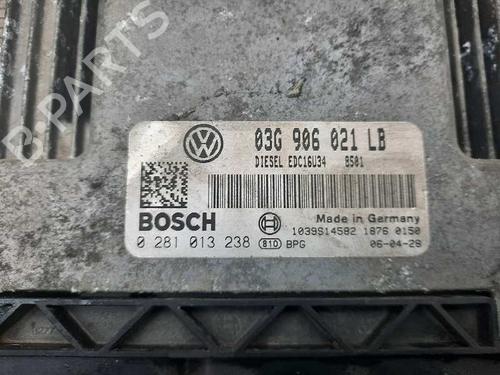 B-PARTS
03G 906 021 LB
DIESEL EDC16U34 8501
BOSCH
Made in Germany
1039S14582 1876 0150
0 281 013 238 810 BPG 06-04-28